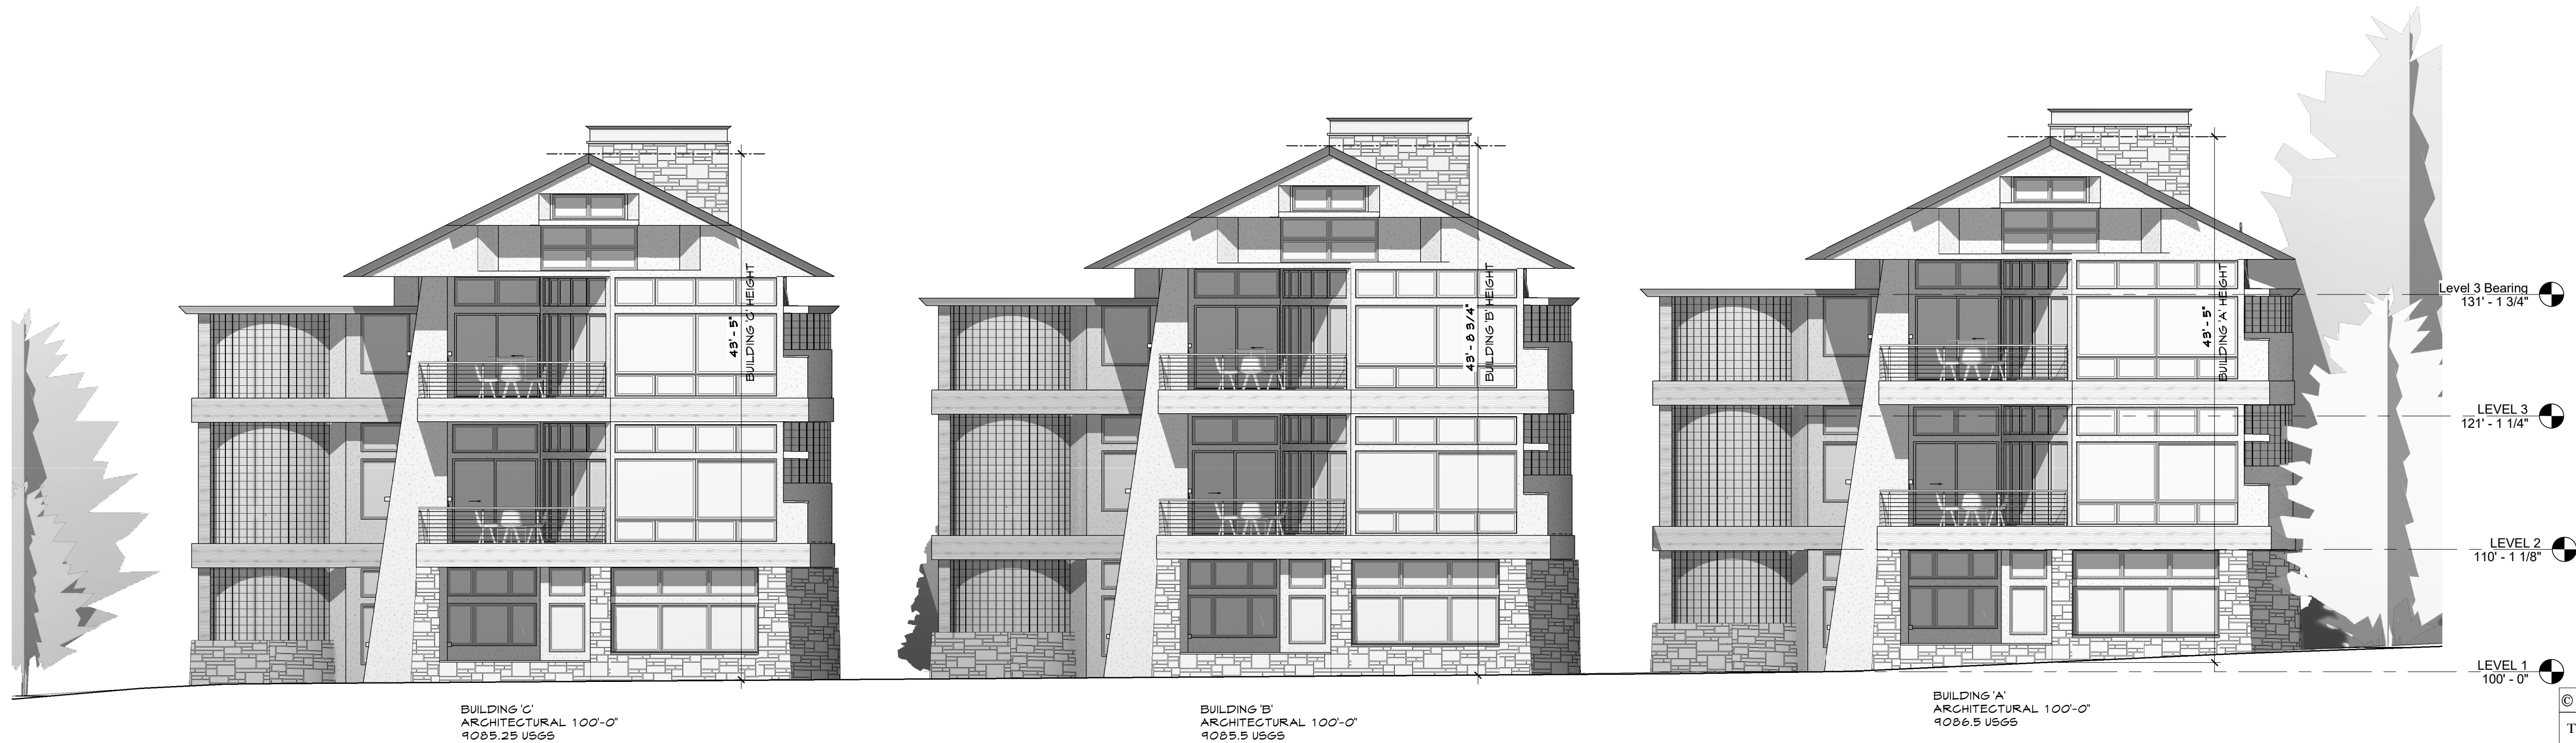 43' - 5"
BUILDING 'C' HEIGHT
43' - 8 3/4"
BUILDING 'B' HEIGHT
43' - 5"
BUILDING 'A' HEIGHT
Level 3 Bearing
131' - 1 3/4"
LEVEL 3
121' - 1 1/4"
LEVEL 2
110' - 1 1/8"
LEVEL 1
100' - 0"
BUILDING 'C'
ARCHITECTURAL 100'-0"
9085.25 USGS
BUILDING 'B'
ARCHITECTURAL 100'-0"
9085.5 USGS
BUILDING 'A'
ARCHITECTURAL 100'-0"
9086.5 USGS
©
T